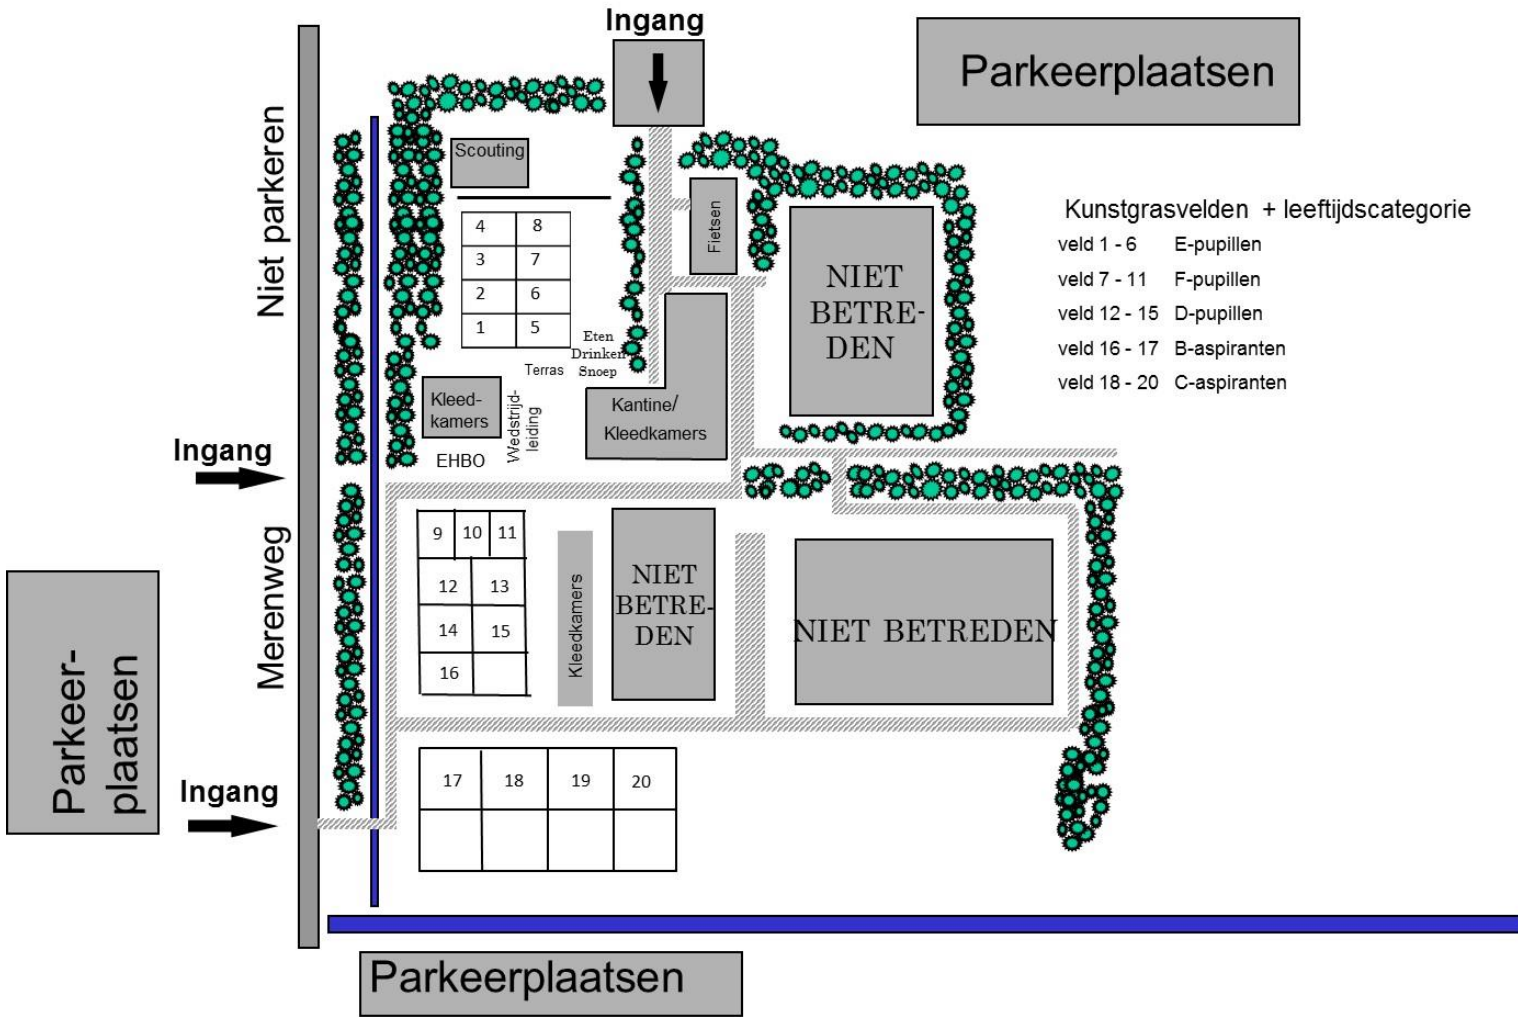 Ingang
Parkeerplaatsen
Niet parkeren
Scouting
Fietsen
4 8
3 7
2 6
1 5
Eten
Drinken
Snoep
Terras
Kleed-
kamers
Wedstrijd-
leiding
EHBO
Kantine/
Kleedkamers
NIET
BETRE-
DEN
Kunstgrasvelden + leeftijdscategorie
veld 1 - 6 E-pupillen
veld 7 - 11 F-pupillen
veld 12 - 15 D-pupillen
veld 16 - 17 B-aspiranten
veld 18 - 20 C-aspiranten
Ingang
Merenweg
9 10 11
12 13
14 15
16
Kleedkamers
NIET
BETRE-
DEN
NIET BETREDEN
Parkeer-
plaatsen
Ingang
17 18 19 20
Parkeerplaatsen